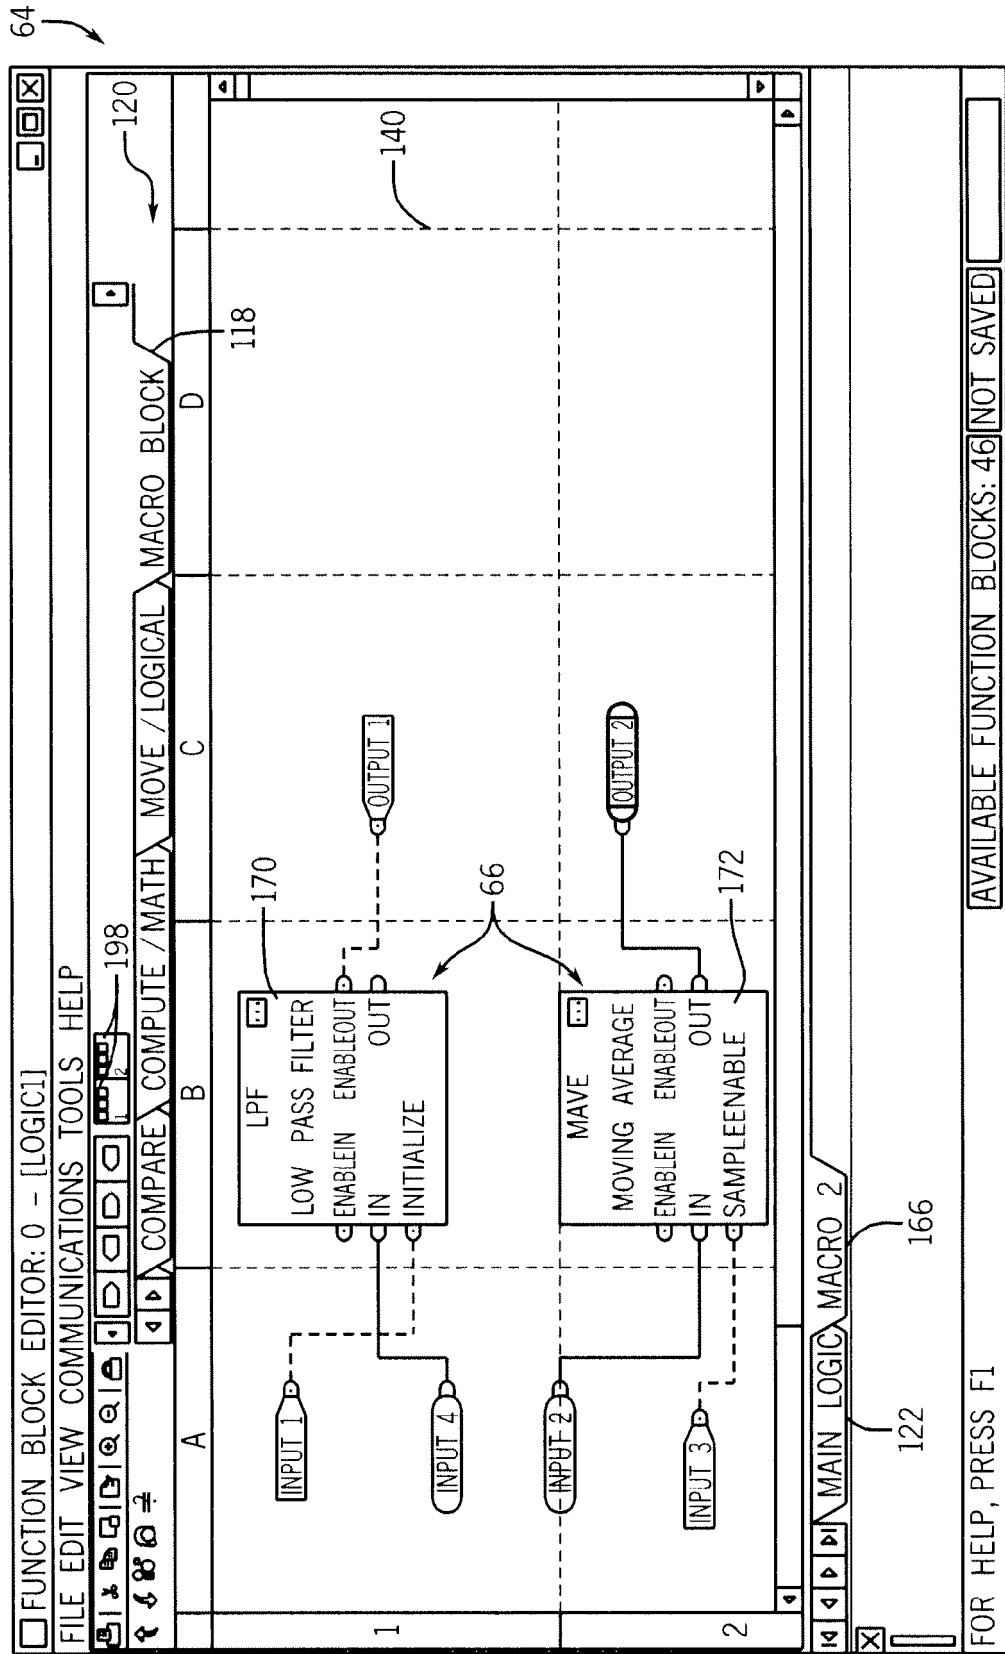 64
FUNCTION BLOCK EDITOR: 0 – [LOGIC1]
FILE EDIT VIEW COMMUNICATIONS TOOLS HELP
1 2
198
120
COMPARE COMPUTE / MATH MOVE / LOGICAL MACRO BLOCK
118
A B C D
1
2
140
INPUT 1
INPUT 4
LPF
170
LOW PASS FILTER
ENABLEIN ENABLEOUT
IN OUT
INITIALIZE
OUTPUT 1
66
INPUT 2
INPUT 3
MAVE
MOVING AVERAGE
ENABLEIN ENABLEOUT
IN OUT
SAMPLEENABLE
172
OUTPUT 2
MAIN LOGIC MACRO 2
122
166
FOR HELP, PRESS F1
AVAILABLE FUNCTION BLOCKS: 46 NOT SAVED